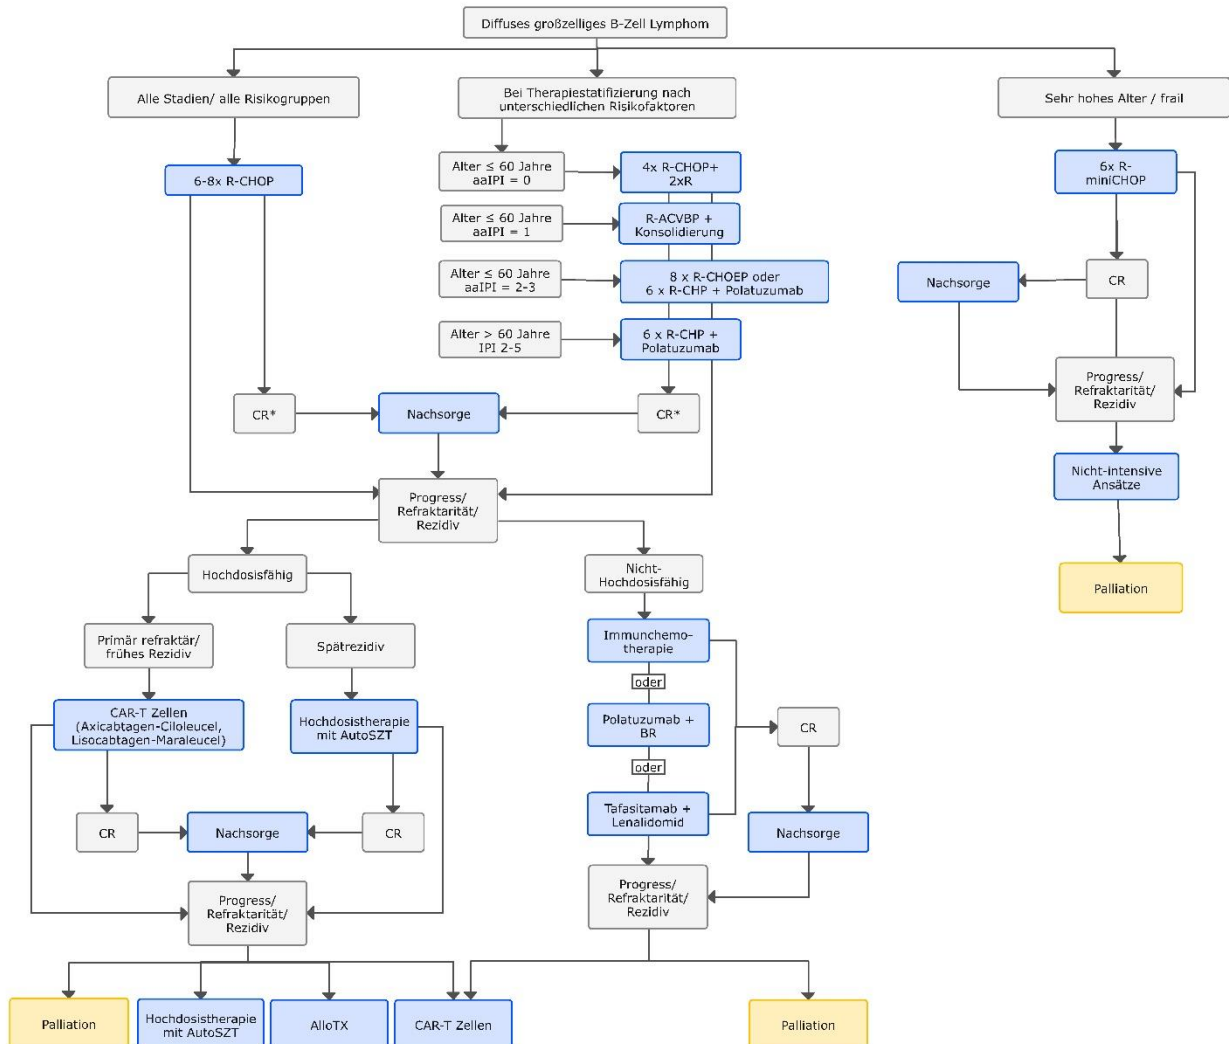 Diffuses großzelliges B-Zell Lymphom
Alle Stadien/ alle Risikogruppen
Bei Therapiestatifizierung nach
unterschiedlichen Risikofaktoren
Sehr hohes Alter / frail
6-8x R-CHOP
Alter ≤ 60 Jahre
aaIPI = 0
4x R-CHOP+
2xR
Alter ≤ 60 Jahre
aaIPI = 1
R-ACVBP +
Konsolidierung
Alter ≤ 60 Jahre
aaIPI = 2-3
8 x R-CHOEP oder
6 x R-CHP + Polatuzumab
Alter > 60 Jahre
IPI 2-5
6 x R-CHP +
Polatuzumab
6x R-
miniCHOP
Nachsorge
CR
CR*
Nachsorge
CR*
Progress/
Refraktarität/
Rezidiv
Progress/
Refraktarität/
Rezidiv
Nicht-intensive
Ansätze
Palliation
Hochdosisfähig
Nicht-
Hochdosisfähig
Primär refraktär/
frühes Rezidiv
Spätrezidiv
Immunchemo-
therapie
oder
CAR-T Zellen
(Axicabtagen-Ciloleucel,
Lisocabtagen-Maraleucel)
Hochdosistherapie
mit AutoSZT
Polatuzumab +
BR
CR
oder
CR
Nachsorge
CR
Tafasitamab +
Lenalidomid
Nachsorge
Progress/
Refraktarität/
Rezidiv
Progress/
Refraktarität/
Rezidiv
Palliation
Hochdosistherapie
mit AutoSZT
AlloTX
CAR-T Zellen
Palliation